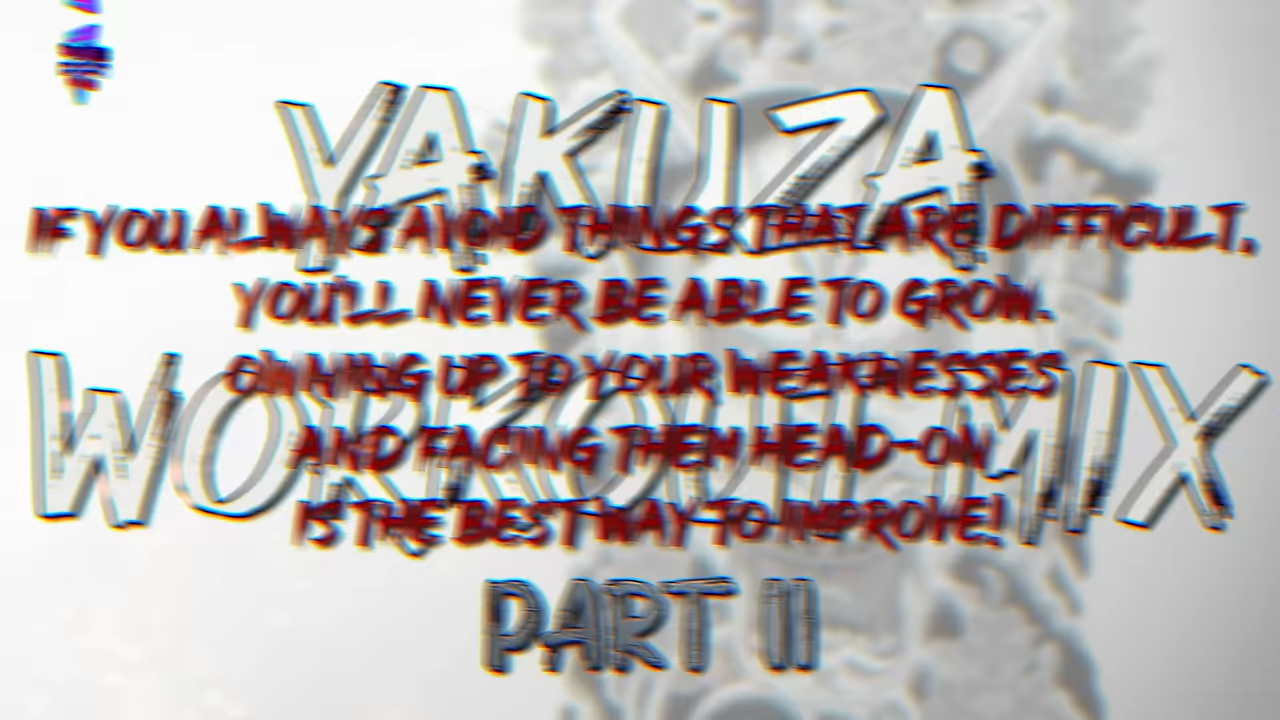 YAKUZA
WORKOUT MIX
PART II
IF YOU ALWAYS AVOID THINGS THAT ARE DIFFICULT.
YOU'LL NEVER BE ABLE TO GROW.
OWNING UP TO YOUR WEAKNESSES
AND FACING THEM HEAD-ON
IS THE BEST WAY TO IMPROVE!